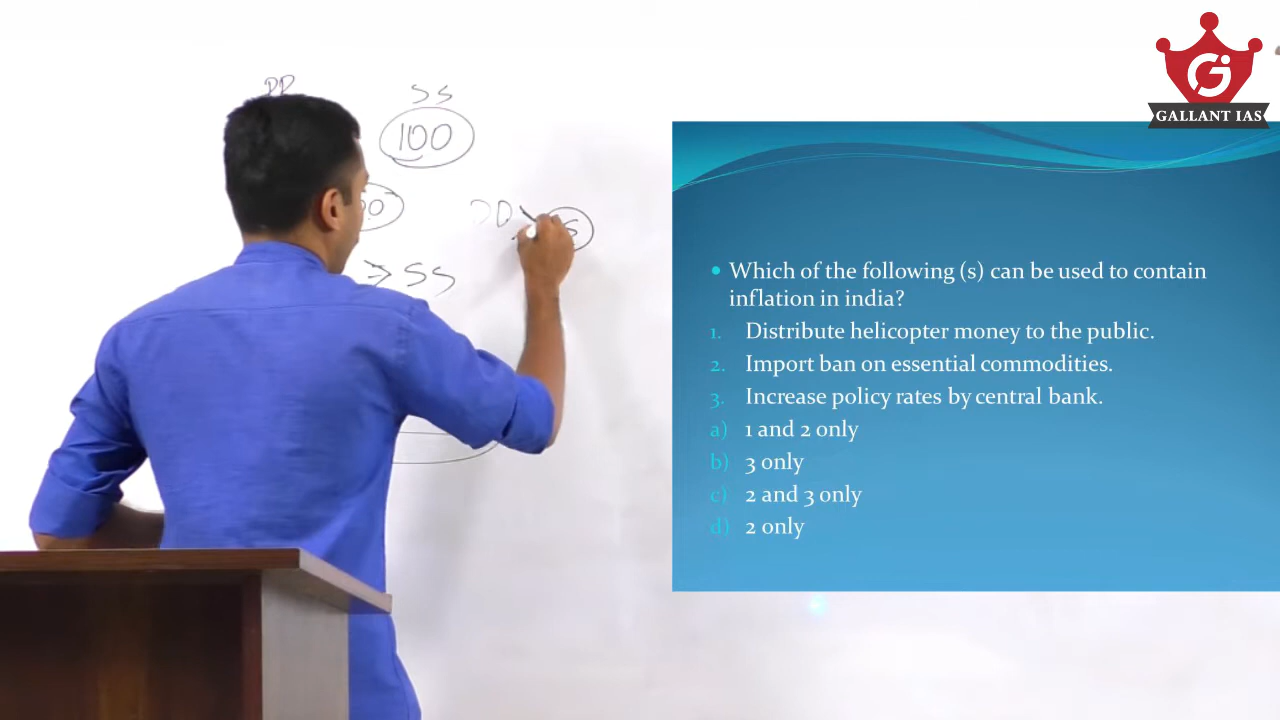 DD
SS
100
DD > S
> SS
GALLANT IAS
Which of the following (s) can be used to contain
inflation in india?
1. Distribute helicopter money to the public.
2. Import ban on essential commodities.
3. Increase policy rates by central bank.
a) 1 and 2 only
b) 3 only
c) 2 and 3 only
d) 2 only